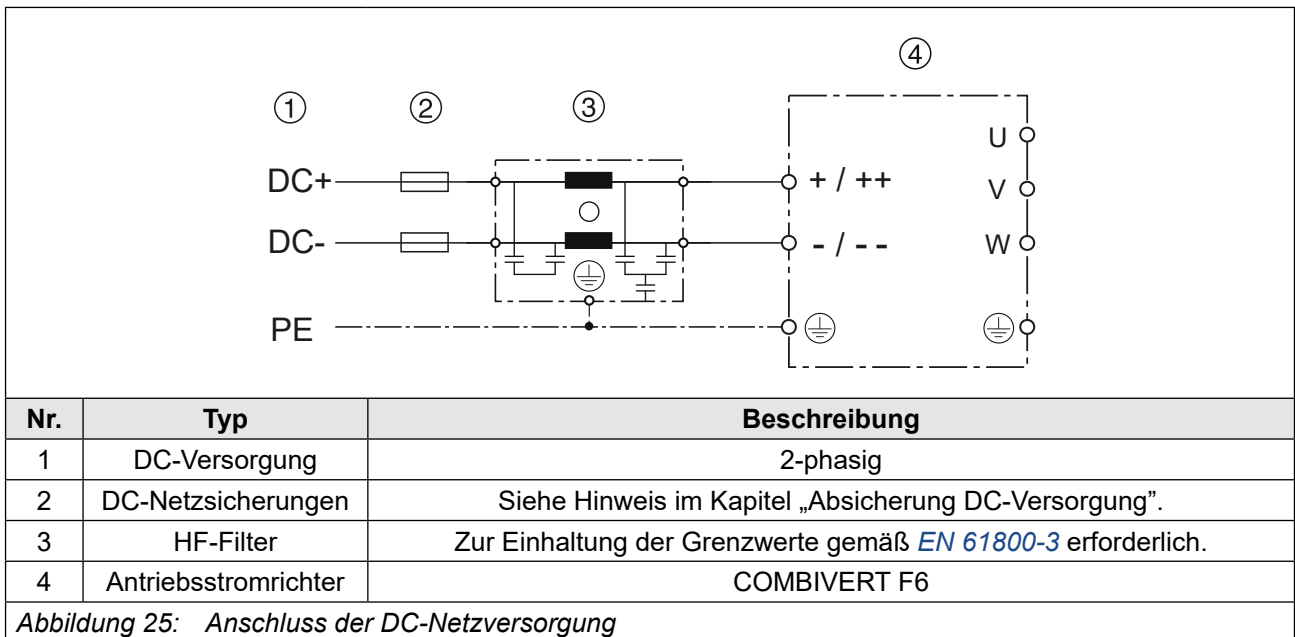 ④
① ② ③
U
DC+ + / ++ V
DC- - / - - W
PE
Nr. Typ Beschreibung
1 DC-Versorgung 2-phasig
2 DC-Netzsicherungen Siehe Hinweis im Kapitel „Absicherung DC-Versorgung”.
3 HF-Filter Zur Einhaltung der Grenzwerte gemäß EN 61800-3 erforderlich.
4 Antriebsstromrichter COMBIVERT F6
Abbildung 25: Anschluss der DC-Netzversorgung